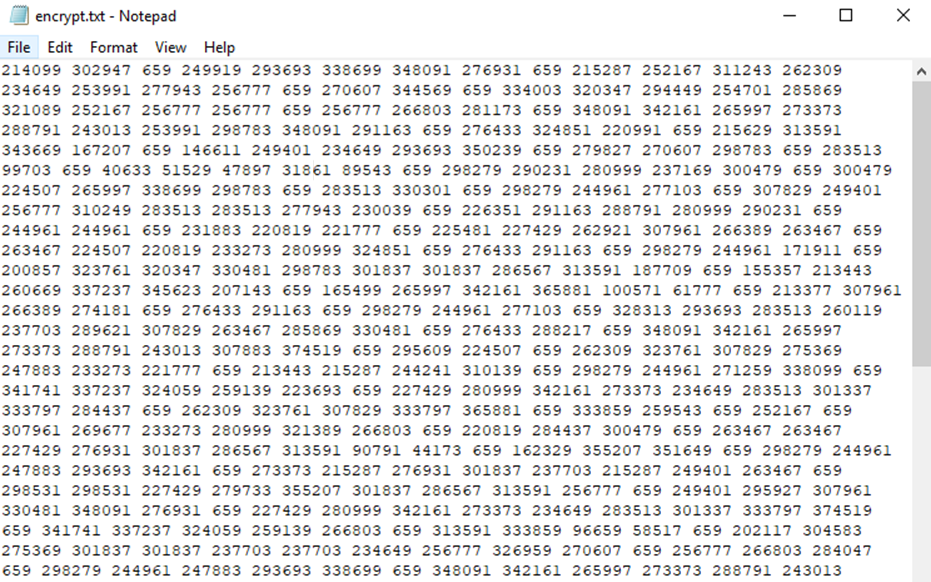 encrypt.txt - Notepad
File Edit Format View Help
214099 302947 659 249919 293693 338699 348091 276931 659 215287 252167 311243 262309
234649 253991 277943 256777 659 270607 344569 659 334003 320347 294449 254701 285869
321089 252167 256777 256777 659 256777 266803 281173 659 348091 342161 265997 273373
288791 243013 253991 298783 348091 291163 659 276433 324851 220991 659 215629 313591
343669 167207 659 146611 249401 234649 293693 350239 659 279827 270607 298783 659 283513
99703 659 40633 51529 47897 31861 89543 659 298279 290231 280999 237169 300479 659 300479
224507 265997 338699 298783 659 283513 330301 659 298279 244961 277103 659 307829 249401
256777 310249 283513 283513 277943 230039 659 226351 291163 288791 280999 290231 659
244961 244961 659 231883 220819 221777 659 225481 227429 262921 307961 266389 263467 659
263467 224507 220819 233273 280999 324851 659 276433 291163 659 298279 244961 171911 659
200857 323761 320347 330481 298783 301837 301837 286567 313591 187709 659 155357 213443
260669 337237 345623 207143 659 165499 265997 342161 365881 100571 61777 659 213377 307961
266389 274181 659 276433 291163 659 298279 244961 277103 659 328313 293693 283513 260119
237703 289621 307829 263467 285869 330481 659 276433 288217 659 348091 342161 265997
273373 288791 243013 307883 374519 659 295609 224507 659 262309 323761 307829 275369
247883 233273 221777 659 213443 215287 244241 310139 659 298279 244961 271259 338099 659
341741 337237 324059 259139 223693 659 227429 280999 342161 273373 234649 283513 301337
333797 284437 659 262309 323761 307829 333797 365881 659 333859 259543 659 252167 659
307961 269677 233273 280999 321389 266803 659 220819 284437 300479 659 263467 263467
227429 276931 301837 286567 313591 90791 44173 659 162329 355207 351649 659 298279 244961
247883 293693 342161 659 273373 215287 276931 301837 237703 215287 249401 263467 659
298531 298531 227429 279733 355207 301837 286567 313591 256777 659 249401 295927 307961
330481 348091 276931 659 227429 280999 342161 273373 234649 283513 301337 333797 374519
659 341741 337237 324059 259139 266803 659 313591 333859 96659 58517 659 202117 304583
275369 301837 301837 237703 237703 234649 256777 326959 270607 659 256777 266803 284047
659 298279 244961 247883 293693 338699 659 348091 342161 265997 273373 288791 243013